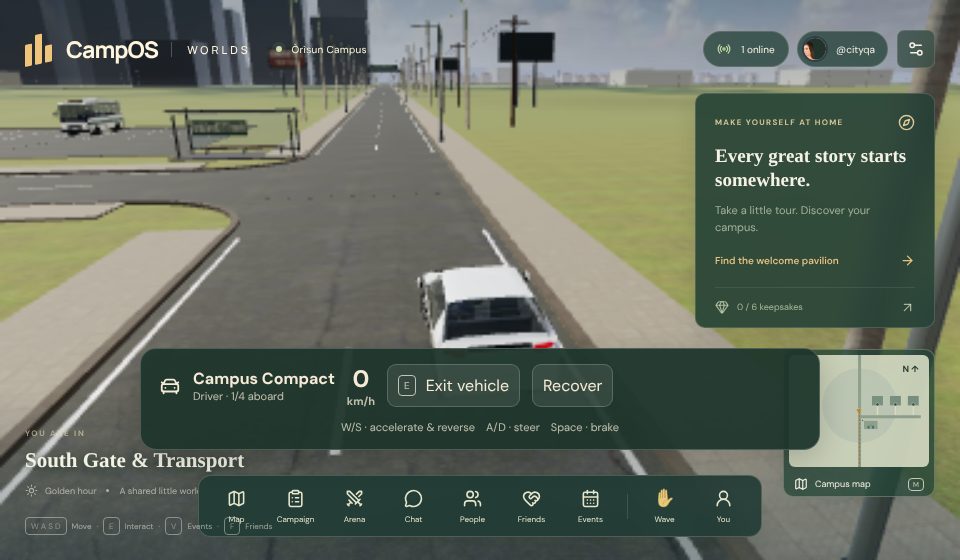 CampOS
WORLDS
Orisun Campus
1 online
@cityqa
MAKE YOURSELF AT HOME
Every great story starts
somewhere.
Take a little tour. Discover your
campus.
Find the welcome pavilion
0 / 6 keepsakes
Campus Compact
Driver · 1/4 aboard
0
km/h
E Exit vehicle
Recover
W/S · accelerate & reverse A/D · steer Space · brake
N
Campus map M
YOU ARE IN
South Gate & Transport
Golden hour • A shared little
WASD Move · E Interact · V Events · F Friends
Map
Campaign
Arena
Chat
People
Friends
Events
Wave
You